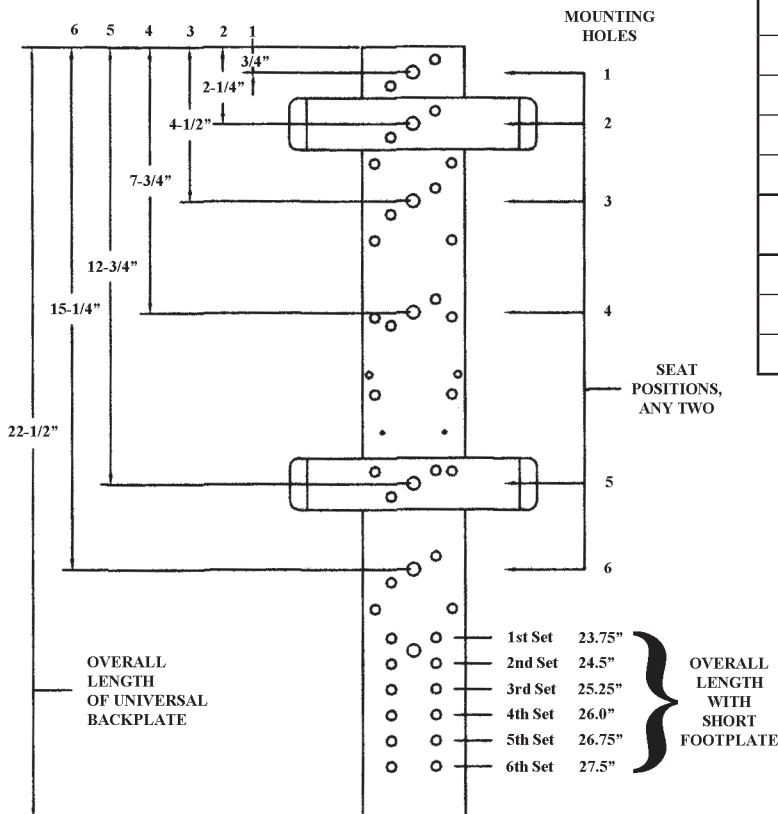 MOUNTING
HOLES
6 5 4 3 2 1
3/4”
1
2-1/4”
2
4-1/2”
7-3/4”
3
12-3/4”
15-1/4”
4
SEAT
POSITIONS,
ANY TWO
22-1/2”
5
6
1st Set 23.75”
2nd Set 24.5”
3rd Set 25.25”
4th Set 26.0”
5th Set 26.75”
6th Set 27.5”
OVERALL
LENGTH
OF UNIVERSAL
BACKPLATE
OVERALL
LENGTH
WITH
SHORT
FOOTPLATE